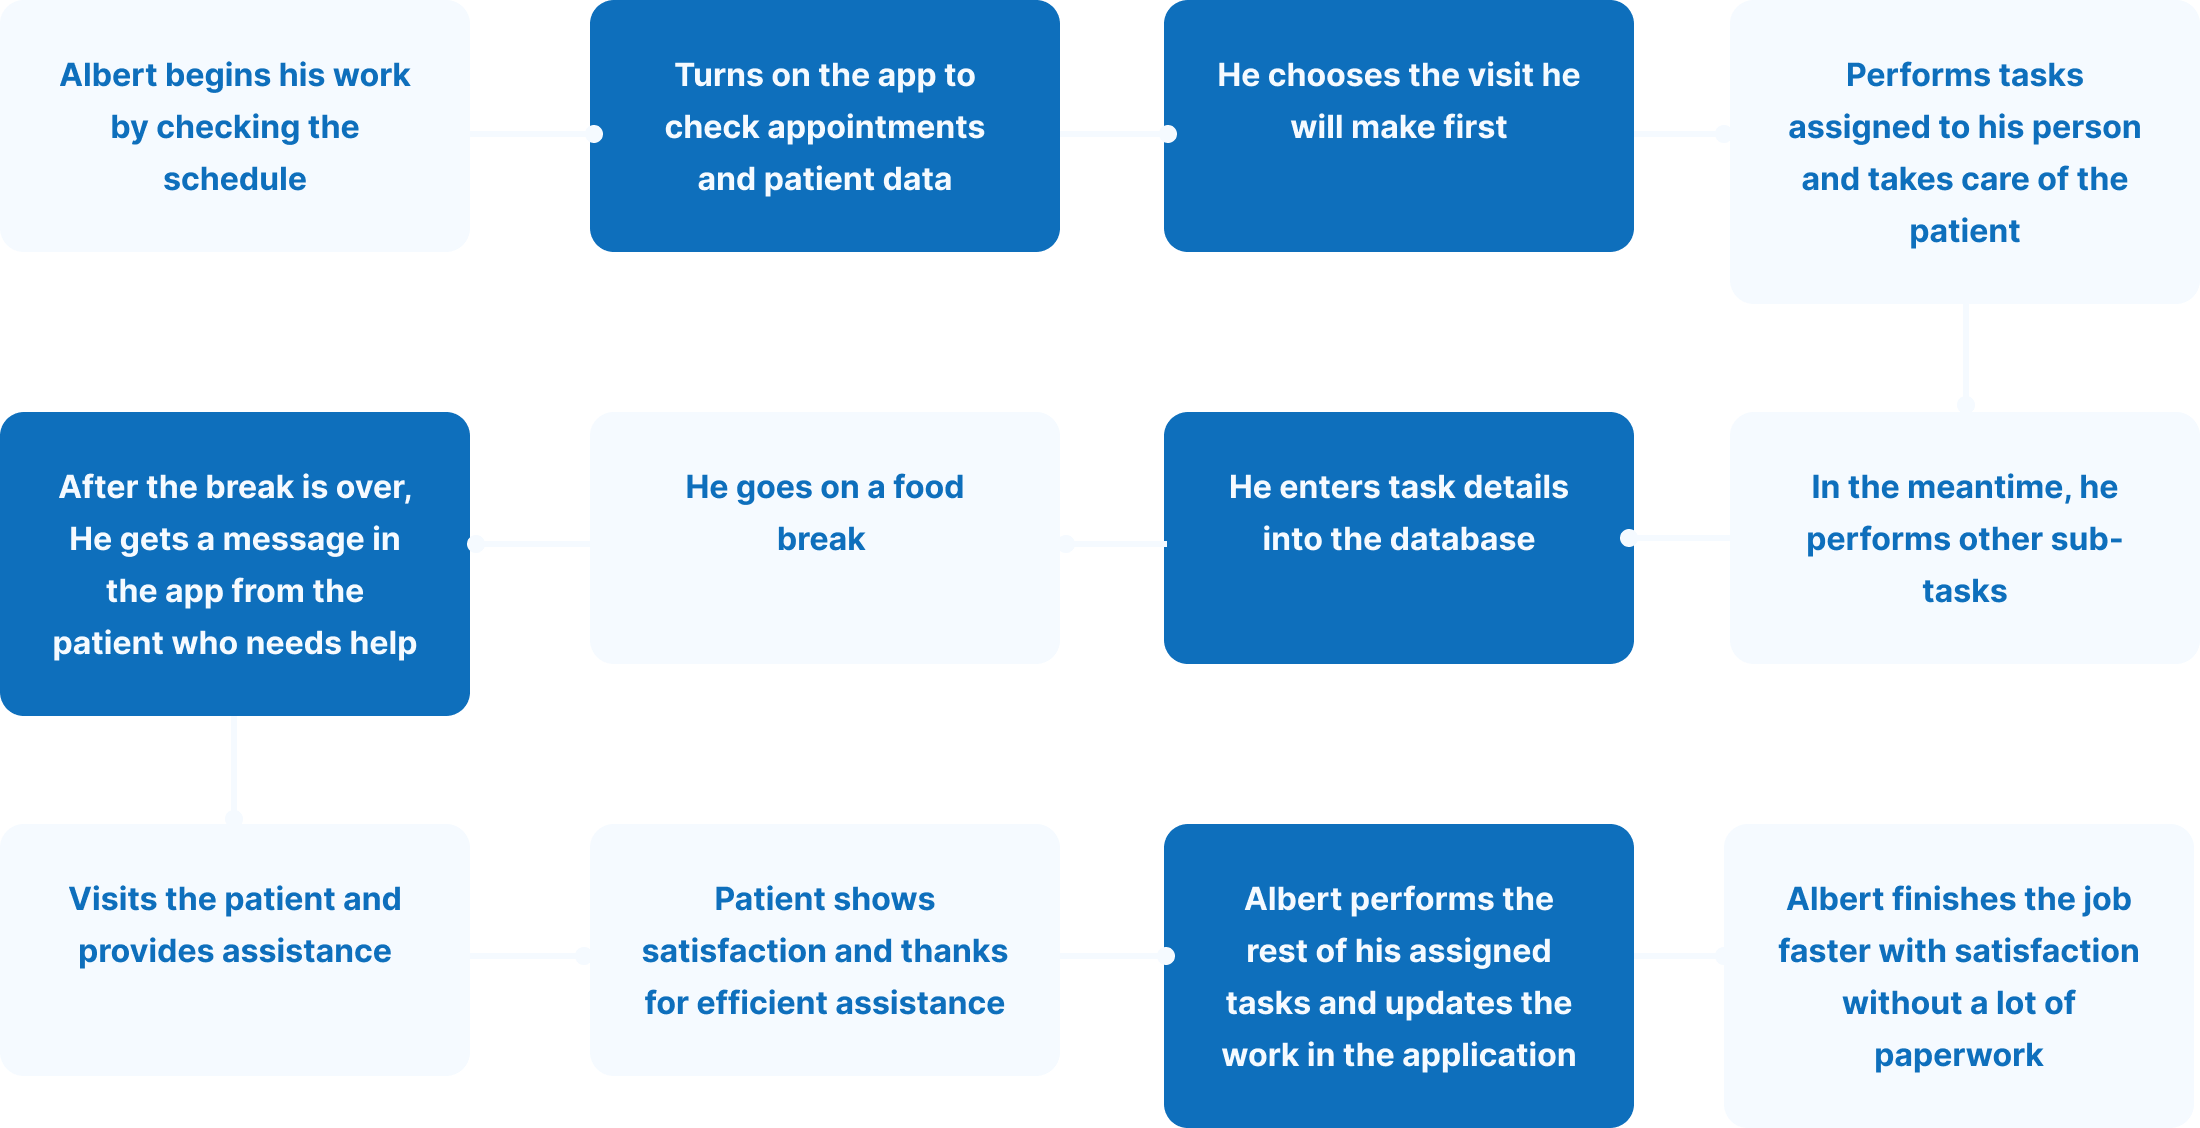 Albert begins his work
by checking the
schedule
Turns on the app to
check appointments
and patient data
He chooses the visit he
will make first
Performs tasks
assigned to his person
and takes care of the
patient
In the meantime, he
performs other sub-
tasks
He enters task details
into the database
He goes on a food
break
After the break is over,
He gets a message in
the app from the
patient who needs help
Visits the patient and
provides assistance
Patient shows
satisfaction and thanks
for efficient assistance
Albert performs the
rest of his assigned
tasks and updates the
work in the application
Albert finishes the job
faster with satisfaction
without a lot of
paperwork